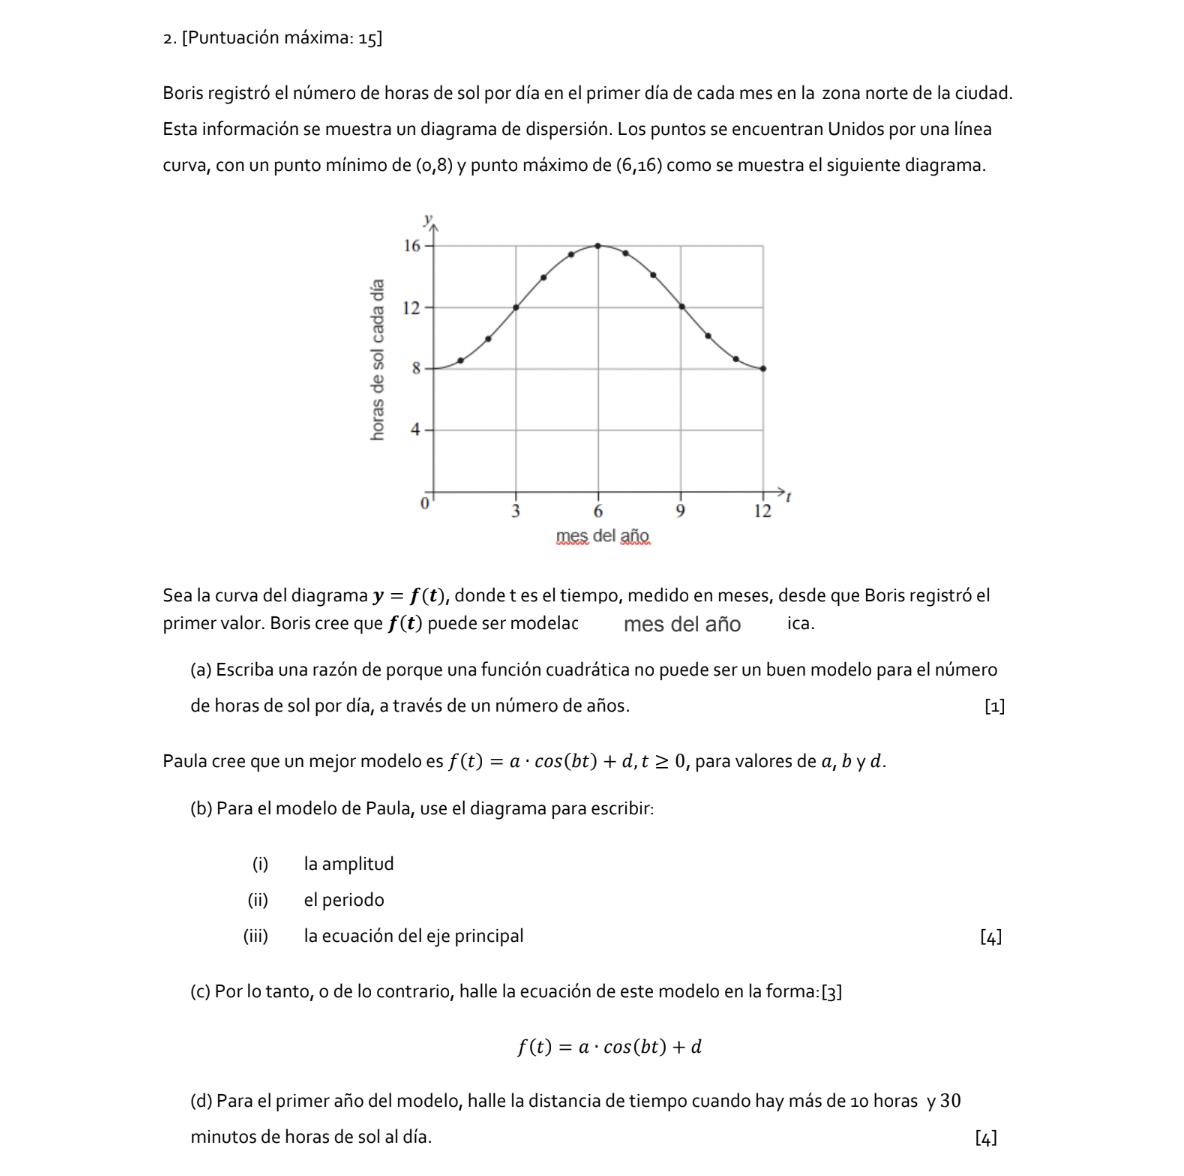 2. [Puntuación máxima: 15]
Boris registró el número de horas de sol por día en el primer día de cada mes en la zona norte de la ciudad.
Esta información se muestra un diagrama de dispersión. Los puntos se encuentran Unidos por una línea
curva, con un punto mínimo de (0,8) y punto máximo de (6,16) como se muestra el siguiente diagrama.
y
16
12
8
4
0
3
6
9
12
t
horas de sol cada día
mes del año
Sea la curva del diagrama y = f(t), donde t es el tiempo, medido en meses, desde que Boris registró el
primer valor. Boris cree que f(t) puede ser modelac mes del año ica.
(a) Escriba una razón de porque una función cuadrática no puede ser un buen modelo para el número
de horas de sol por día, a través de un número de años. [1]
Paula cree que un mejor modelo es f(t) = a · cos(bt) + d, t ≥ 0, para valores de a, b y d.
(b) Para el modelo de Paula, use el diagrama para escribir:
(i) la amplitud
(ii) el periodo
(iii) la ecuación del eje principal [4]
(c) Por lo tanto, o de lo contrario, halle la ecuación de este modelo en la forma:[3]
f(t) = a · cos(bt) + d
(d) Para el primer año del modelo, halle la distancia de tiempo cuando hay más de 10 horas y 30
minutos de horas de sol al día. [4]